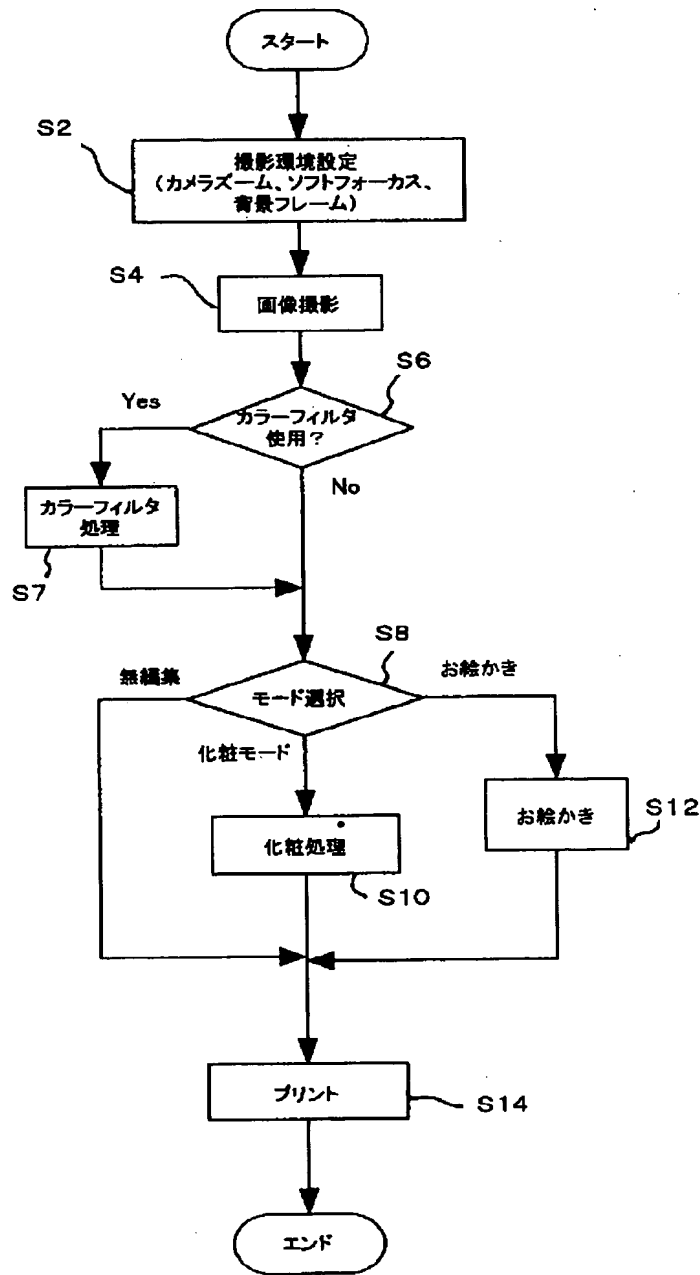 スタート
S2
撮影環境設定
（カメラズーム、ソフトフォーカス、
背景フレーム）
S4
画像撮影
S6
Yes
カラーフィルタ
使用？
No
カラーフィルタ
処理
S7
S8
無編集
モード選択
お絵かき
化粧モード
お絵かき
S12
化粧処理
S10
プリント
S14
エンド